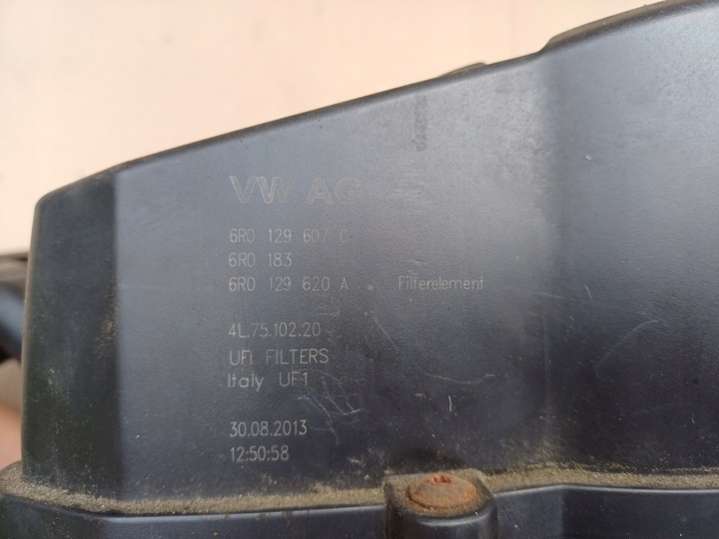 VW AG
6R0 129 607 C
6R0 183
6R0 129 620 A Filterelement
4L.75.102.20
UFI FILTERS
Italy UF1
30.08.2013
12:50:58